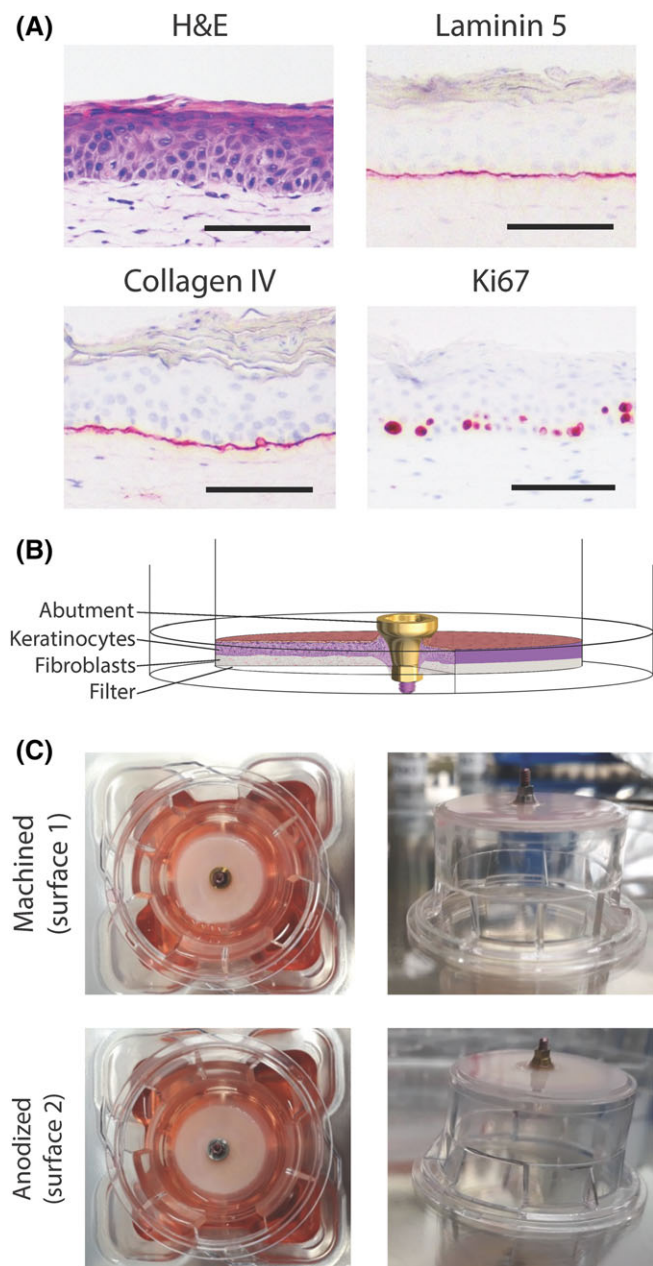 (A)
H&E
Laminin 5
Collagen IV
Ki67
(B)
Abutment
Keratinocytes
Fibroblasts
Filter
(C)
Machined
(surface 1)
Anodized
(surface 2)